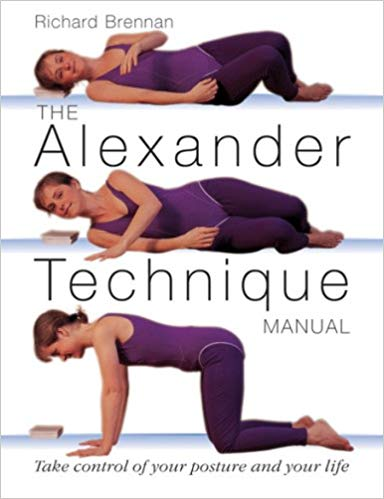 Richard Brennan
THE
Alexander
Technique
MANUAL
Take control of your posture and your life